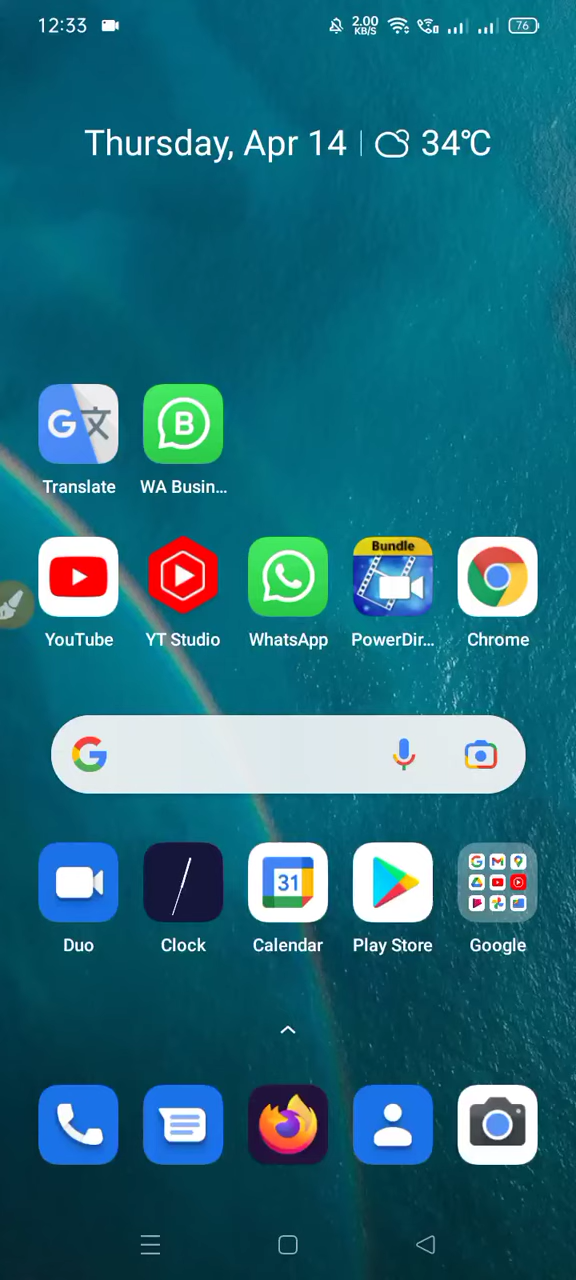 12:33 2.00 KB/S 76
Thursday, Apr 14 | 34°C
Translate WA Busin...
Bundle
YouTube YT Studio WhatsApp PowerDir... Chrome
31
Duo Clock Calendar Play Store Google